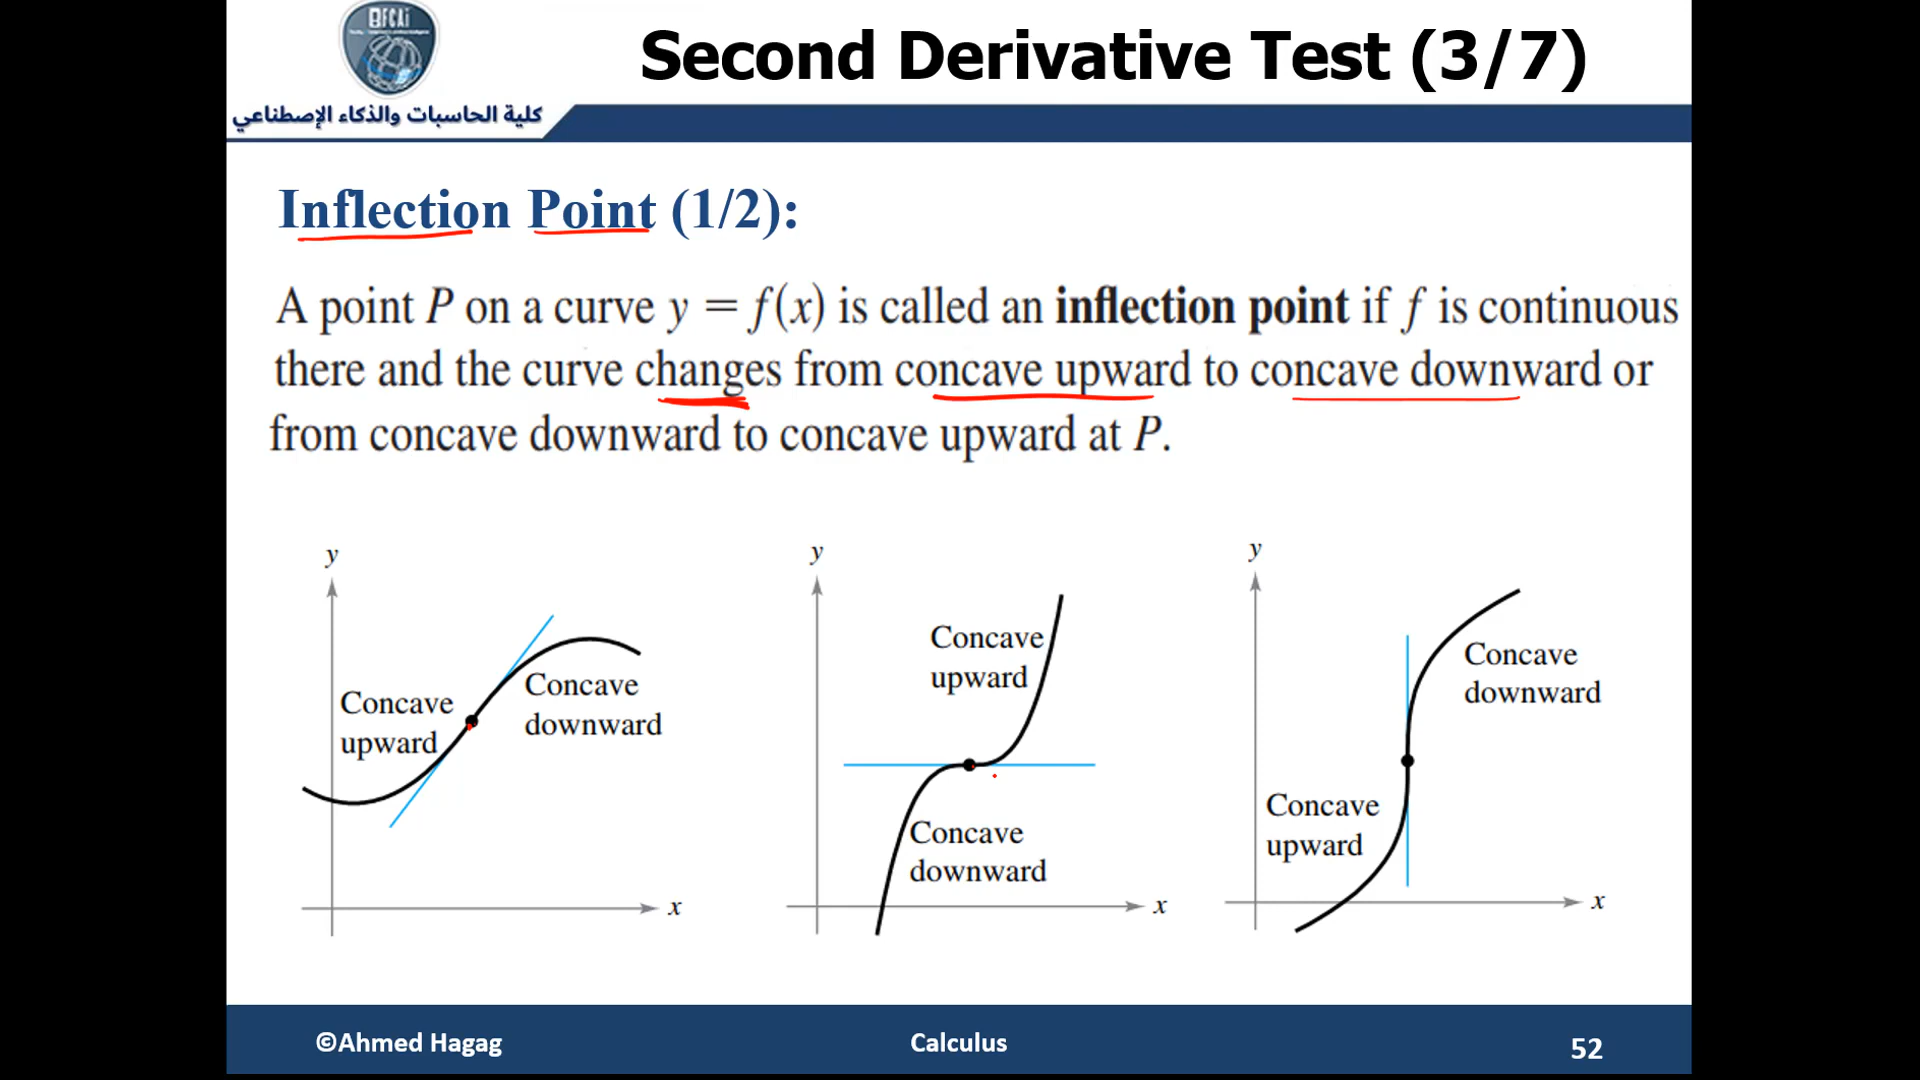 FCAi
Second Derivative Test (3/7)
كلية الحاسبات والذكاء الإصطناعي
Inflection Point (1/2):
A point P on a curve y = f(x) is called an inflection point if f is continuous
there and the curve changes from concave upward to concave downward or
from concave downward to concave upward at P.
y
Concave
upward
Concave
downward
x
y
Concave
upward
Concave
downward
x
y
Concave
downward
Concave
upward
x
©Ahmed Hagag
Calculus
52